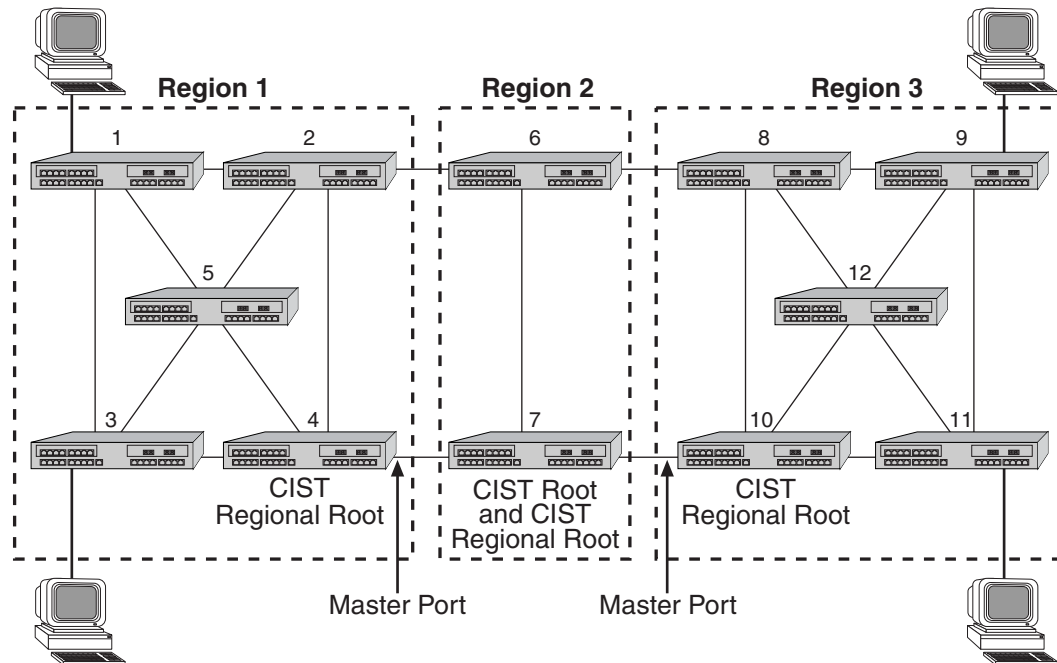 Region 1
Region 2
Region 3
1
2
6
8
9
5
12
3
4
7
10
11
CIST
Regional Root
CIST Root
and CIST
Regional Root
CIST
Regional Root
Master Port
Master Port